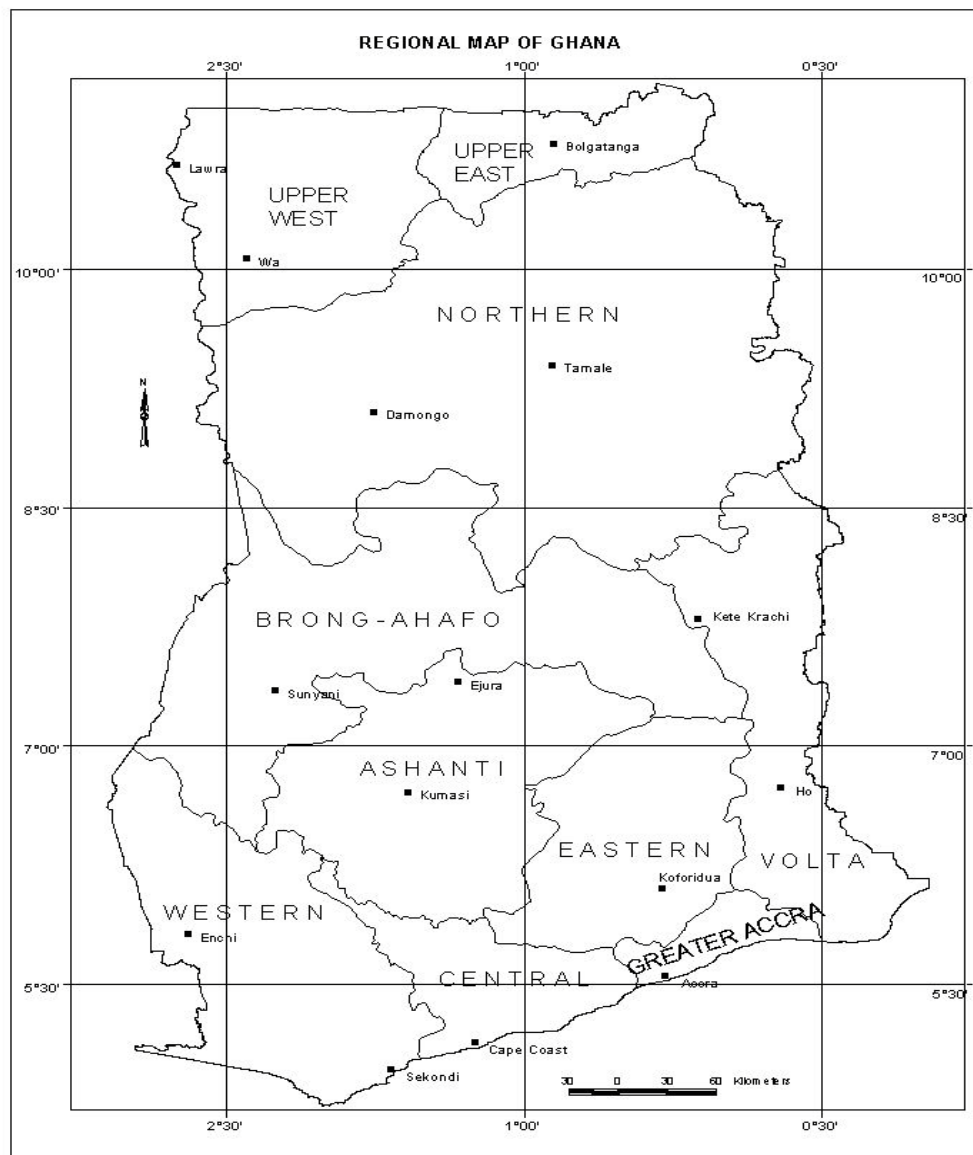 REGIONAL MAP OF GHANA
2°30'
1°00'
0°30'
Bolgatanga
UPPER
EAST
Lawra
UPPER
WEST
Wa
10°00'
10°00'
NORTHERN
Tamale
N
Damongo
8°30'
8°30'
Kete Krachi
BRONG-AHAFO
Ejura
Sunyani
7°00'
7°00'
ASHANTI
Kumasi
Ho
EASTERN
VOLTA
Koforidua
WESTERN
Enchi
GREATER ACCRA
CENTRAL
Accra
5°30'
5°30'
Cape Coast
Sekondi
30 0 30 60 Kilometers
2°30'
1°00'
0°30'